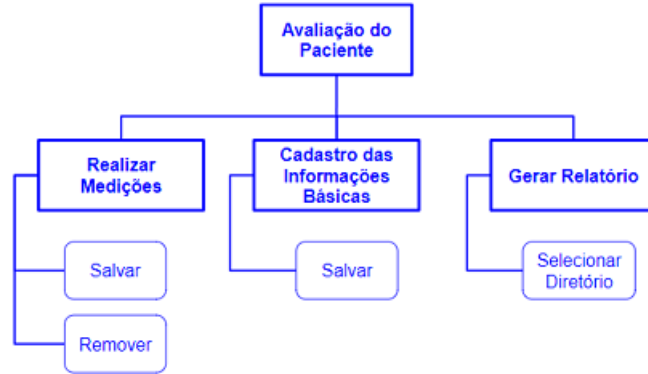 Avaliação do
Paciente
Realizar
Medições
Cadastro das
Informações
Básicas
Gerar Relatório
Salvar
Salvar
Selecionar
Diretório
Remover